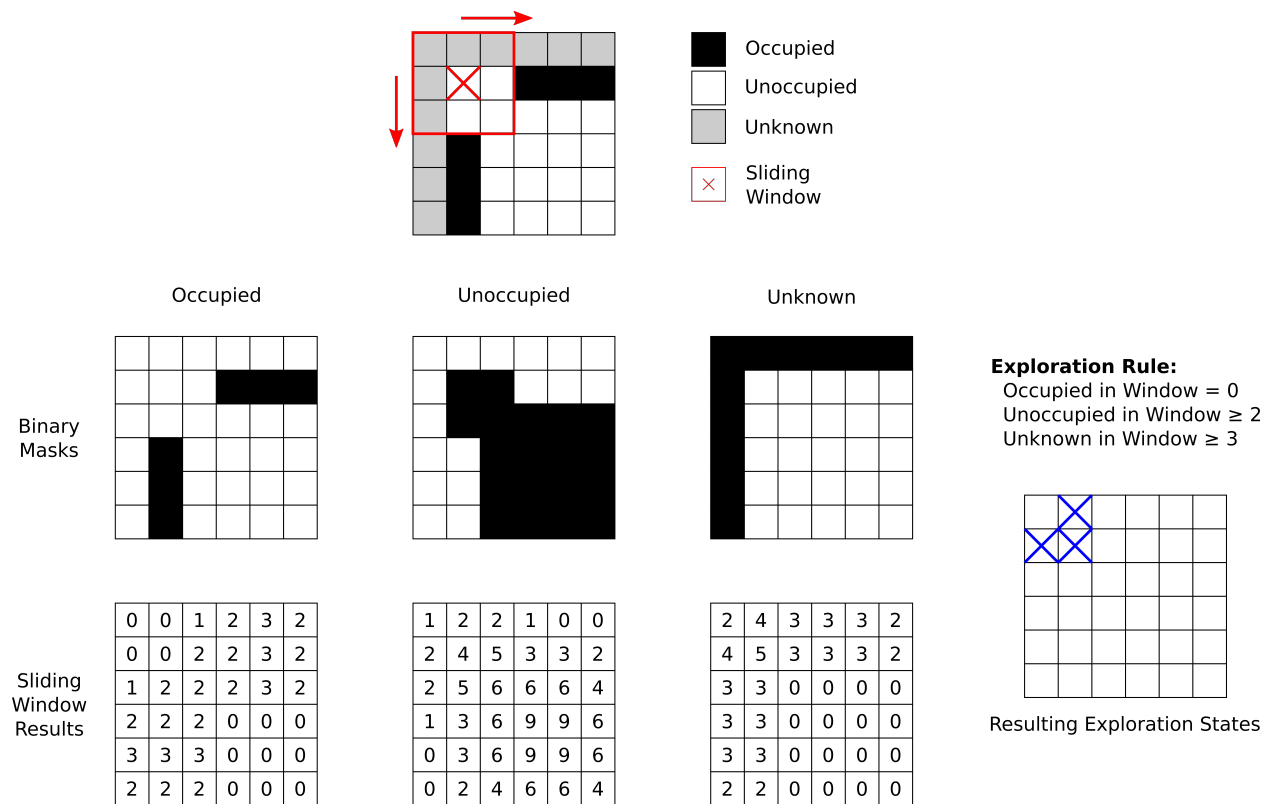 Occupied
Unoccupied
Unknown
Sliding
Window
Occupied
Unoccupied
Unknown
Binary
Masks
Exploration Rule:
Occupied in Window = 0
Unoccupied in Window ≥ 2
Unknown in Window ≥ 3
Resulting Exploration States
Sliding
Window
Results
0 0 1 2 3 2
0 0 2 2 3 2
1 2 2 2 3 2
2 2 2 0 0 0
3 3 3 0 0 0
2 2 2 0 0 0
1 2 2 1 0 0
2 4 5 3 3 2
2 5 6 6 6 4
1 3 6 9 9 6
0 3 6 9 9 6
0 2 4 6 6 4
2 4 3 3 3 2
4 5 3 3 3 2
3 3 0 0 0 0
3 3 0 0 0 0
3 3 0 0 0 0
2 2 0 0 0 0